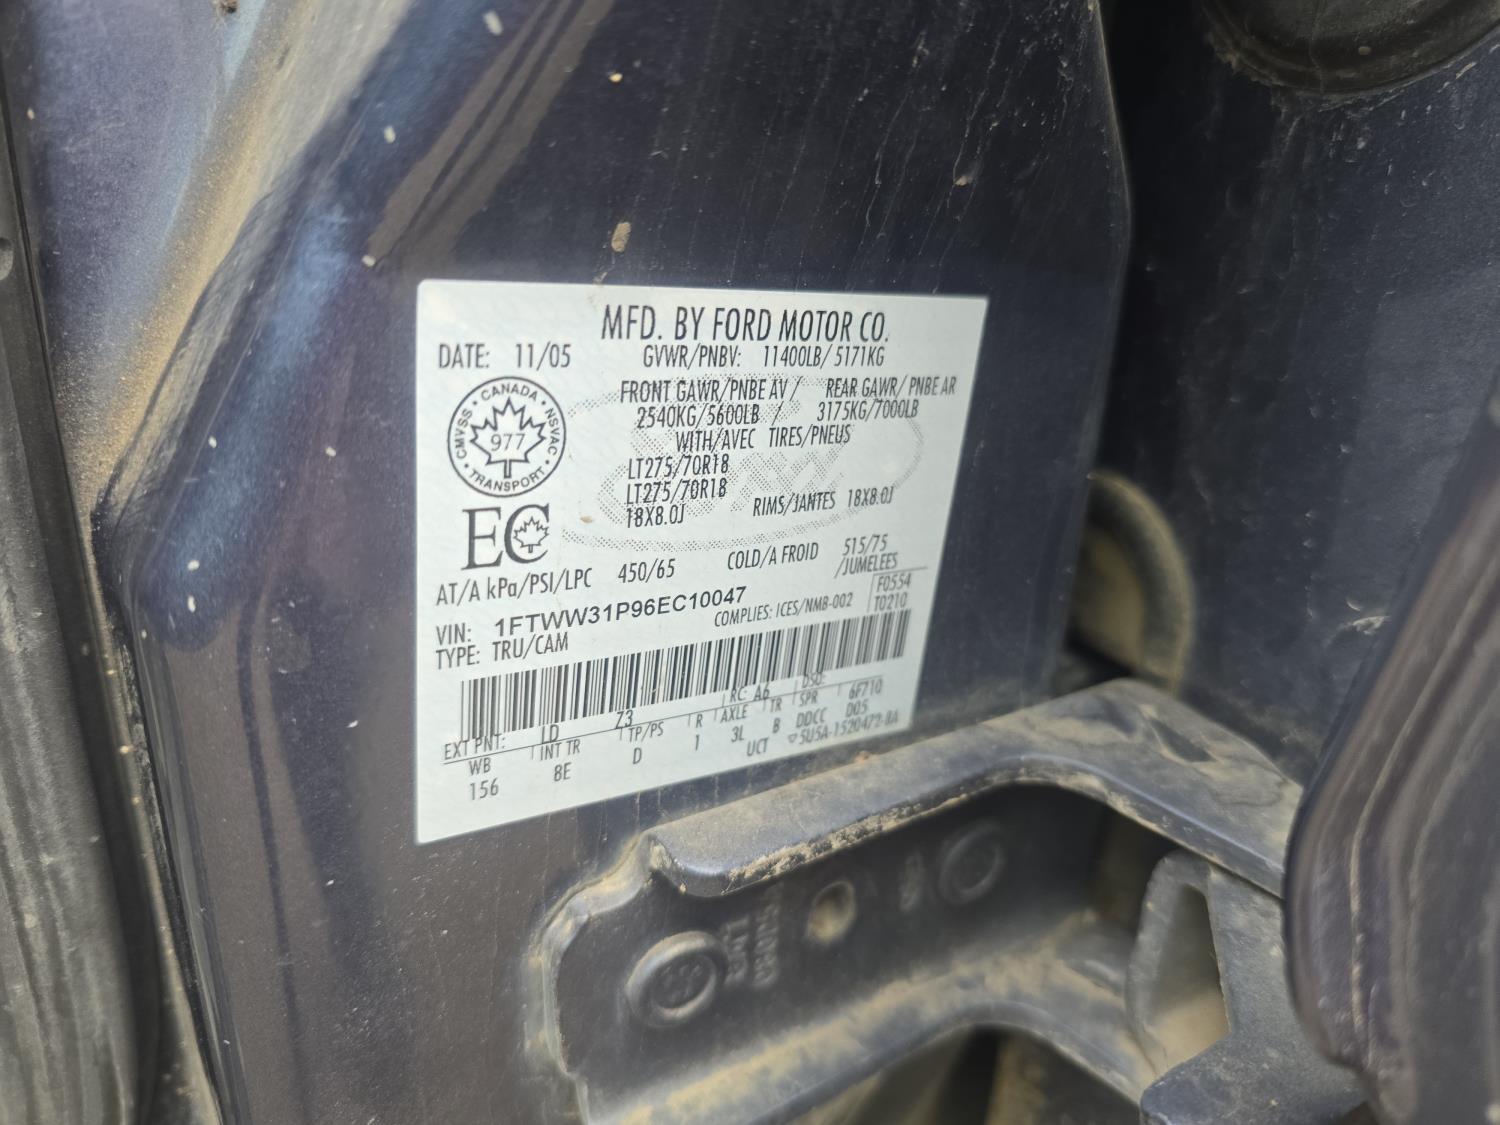 MFD. BY FORD MOTOR CO.
DATE: 11/05 GVWR/PNBV: 11400LB/ 5171KG
FRONT GAWR/PNBE AV/ REAR GAWR/ PNBE AR
2540KG/5600LB / 3175KG/7000LB
WITH/AVEC TIRES/PNEUS
LT275/70R18
LT275/70R18
18X8.0J RIMS/JANTES 18X8.0J
CANADA
CMVSS NSVAC
977
TRANSPORT
EC
AT/A kPa/PSI/LPC 450/65 COLD/A FROID 515/75
/JUMELEES
VIN: 1FTWW31P96EC10047
COMPLIES: ICES/NMB-002
F0554
T0210
TYPE: TRU/CAM
EXT PNT: LD Z3 RC: A6 DSO:
WB INT TR TP/PS R AXLE TR SPR 6F710
156 8E D 1 3L B DDCC D05
UCT 5U5A-1520472-BA